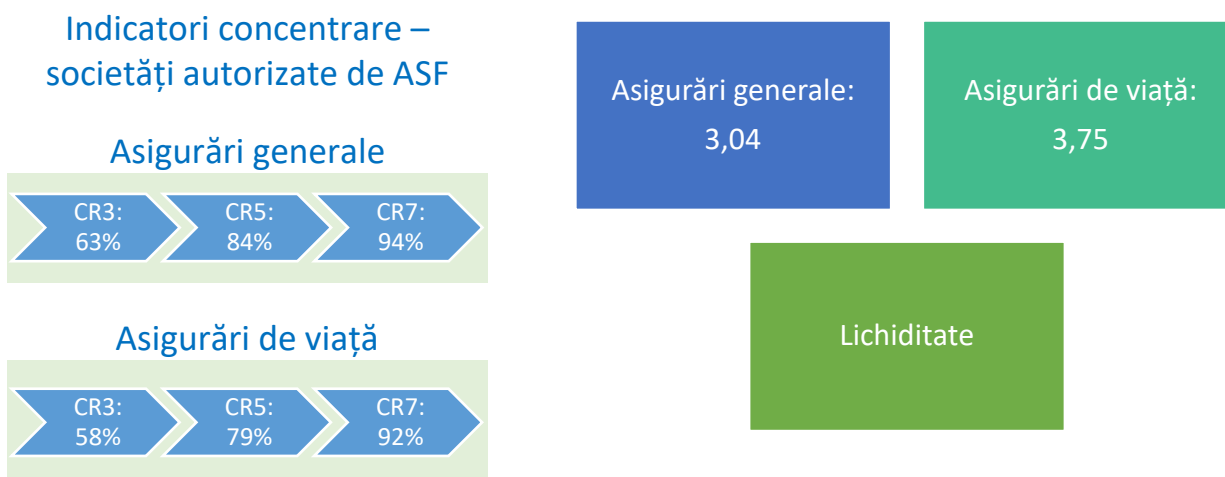 Indicatori concentrare –
societăți autorizate de ASF
Asigurări generale
CR3:
63%
CR5:
84%
CR7:
94%
Asigurări de viață
CR3:
58%
CR5:
79%
CR7:
92%
Asigurări generale:
3,04
Asigurări de viață:
3,75
Lichiditate